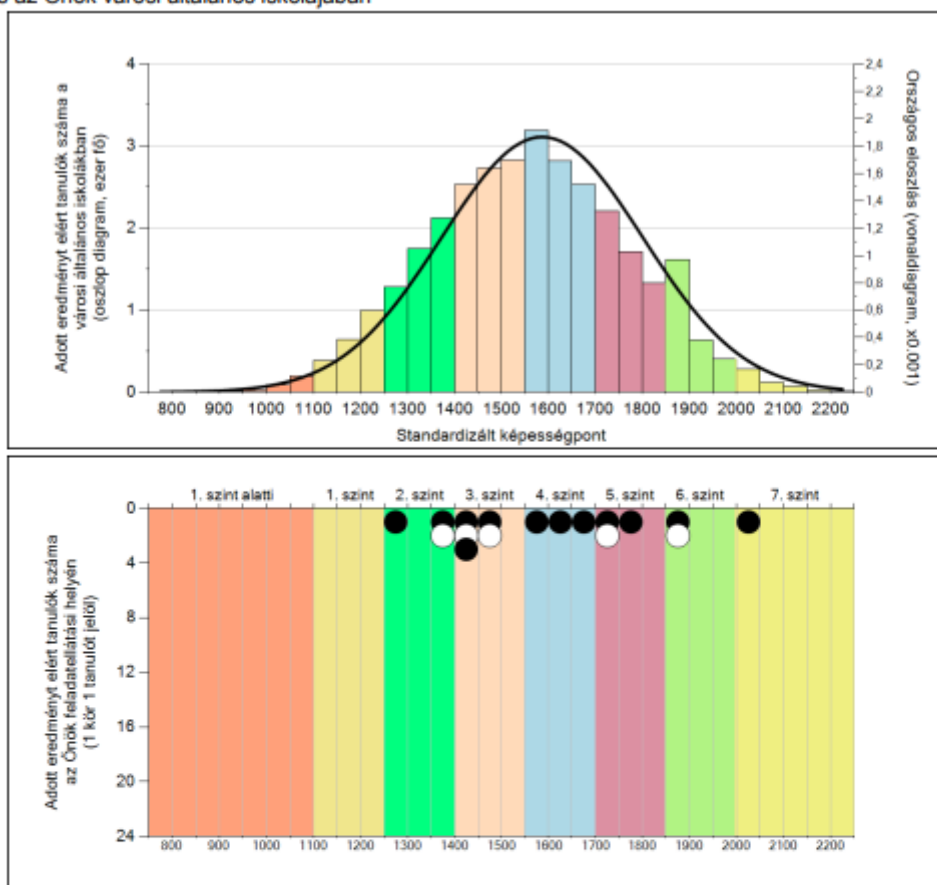 az Önök városi általános iskolájában
Adott eredményt elért tanulók száma a
városi általános iskolákban
(oszlop diagram, ezer fő)
4
3
2
1
0
2,4
2,2
2
1,8
1,6
1,4
1,2
1
0,8
0,6
0,4
0,2
0
Országos eloszlás (vonaldiagram, x0.001)
800 900 1000 1100 1200 1300 1400 1500 1600 1700 1800 1900 2000 2100 2200
Standardizált képességpont
1. szint alatti 1. szint 2. szint 3. szint 4. szint 5. szint 6. szint 7. szint
Adott eredményt elért tanulók száma
az Önök feladatellátási helyén
(1 kör 1 tanulót jelöl)
0
4
8
12
16
20
24
800 900 1000 1100 1200 1300 1400 1500 1600 1700 1800 1900 2000 2100 2200